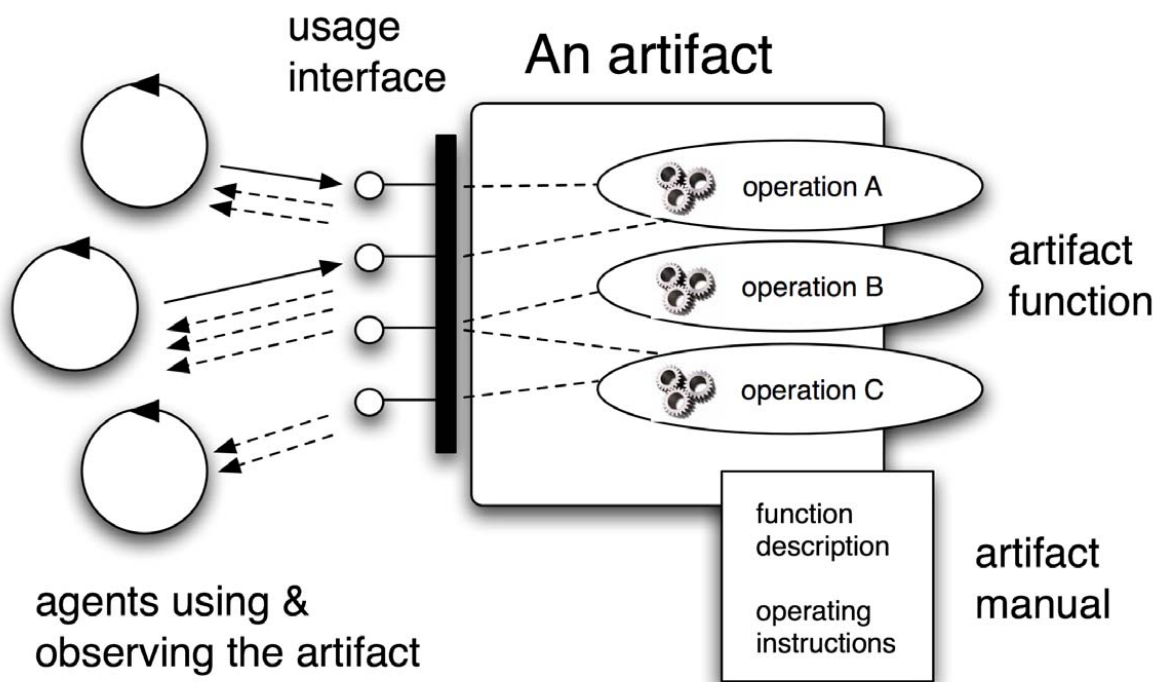 usage
interface
An artifact
operation A
operation B
operation C
artifact
function
function
description
operating
instructions
artifact
manual
agents using &
observing the artifact